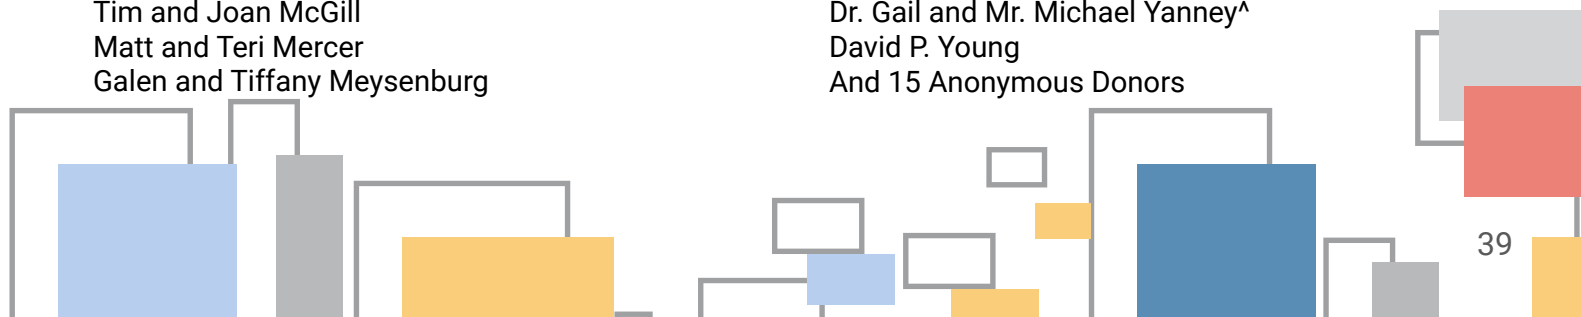 Tim and Joan McGill
Matt and Teri Mercer
Galen and Tiffany Meysenburg
Dr. Gail and Mr. Michael Yanney^
David P. Young
And 15 Anonymous Donors
39